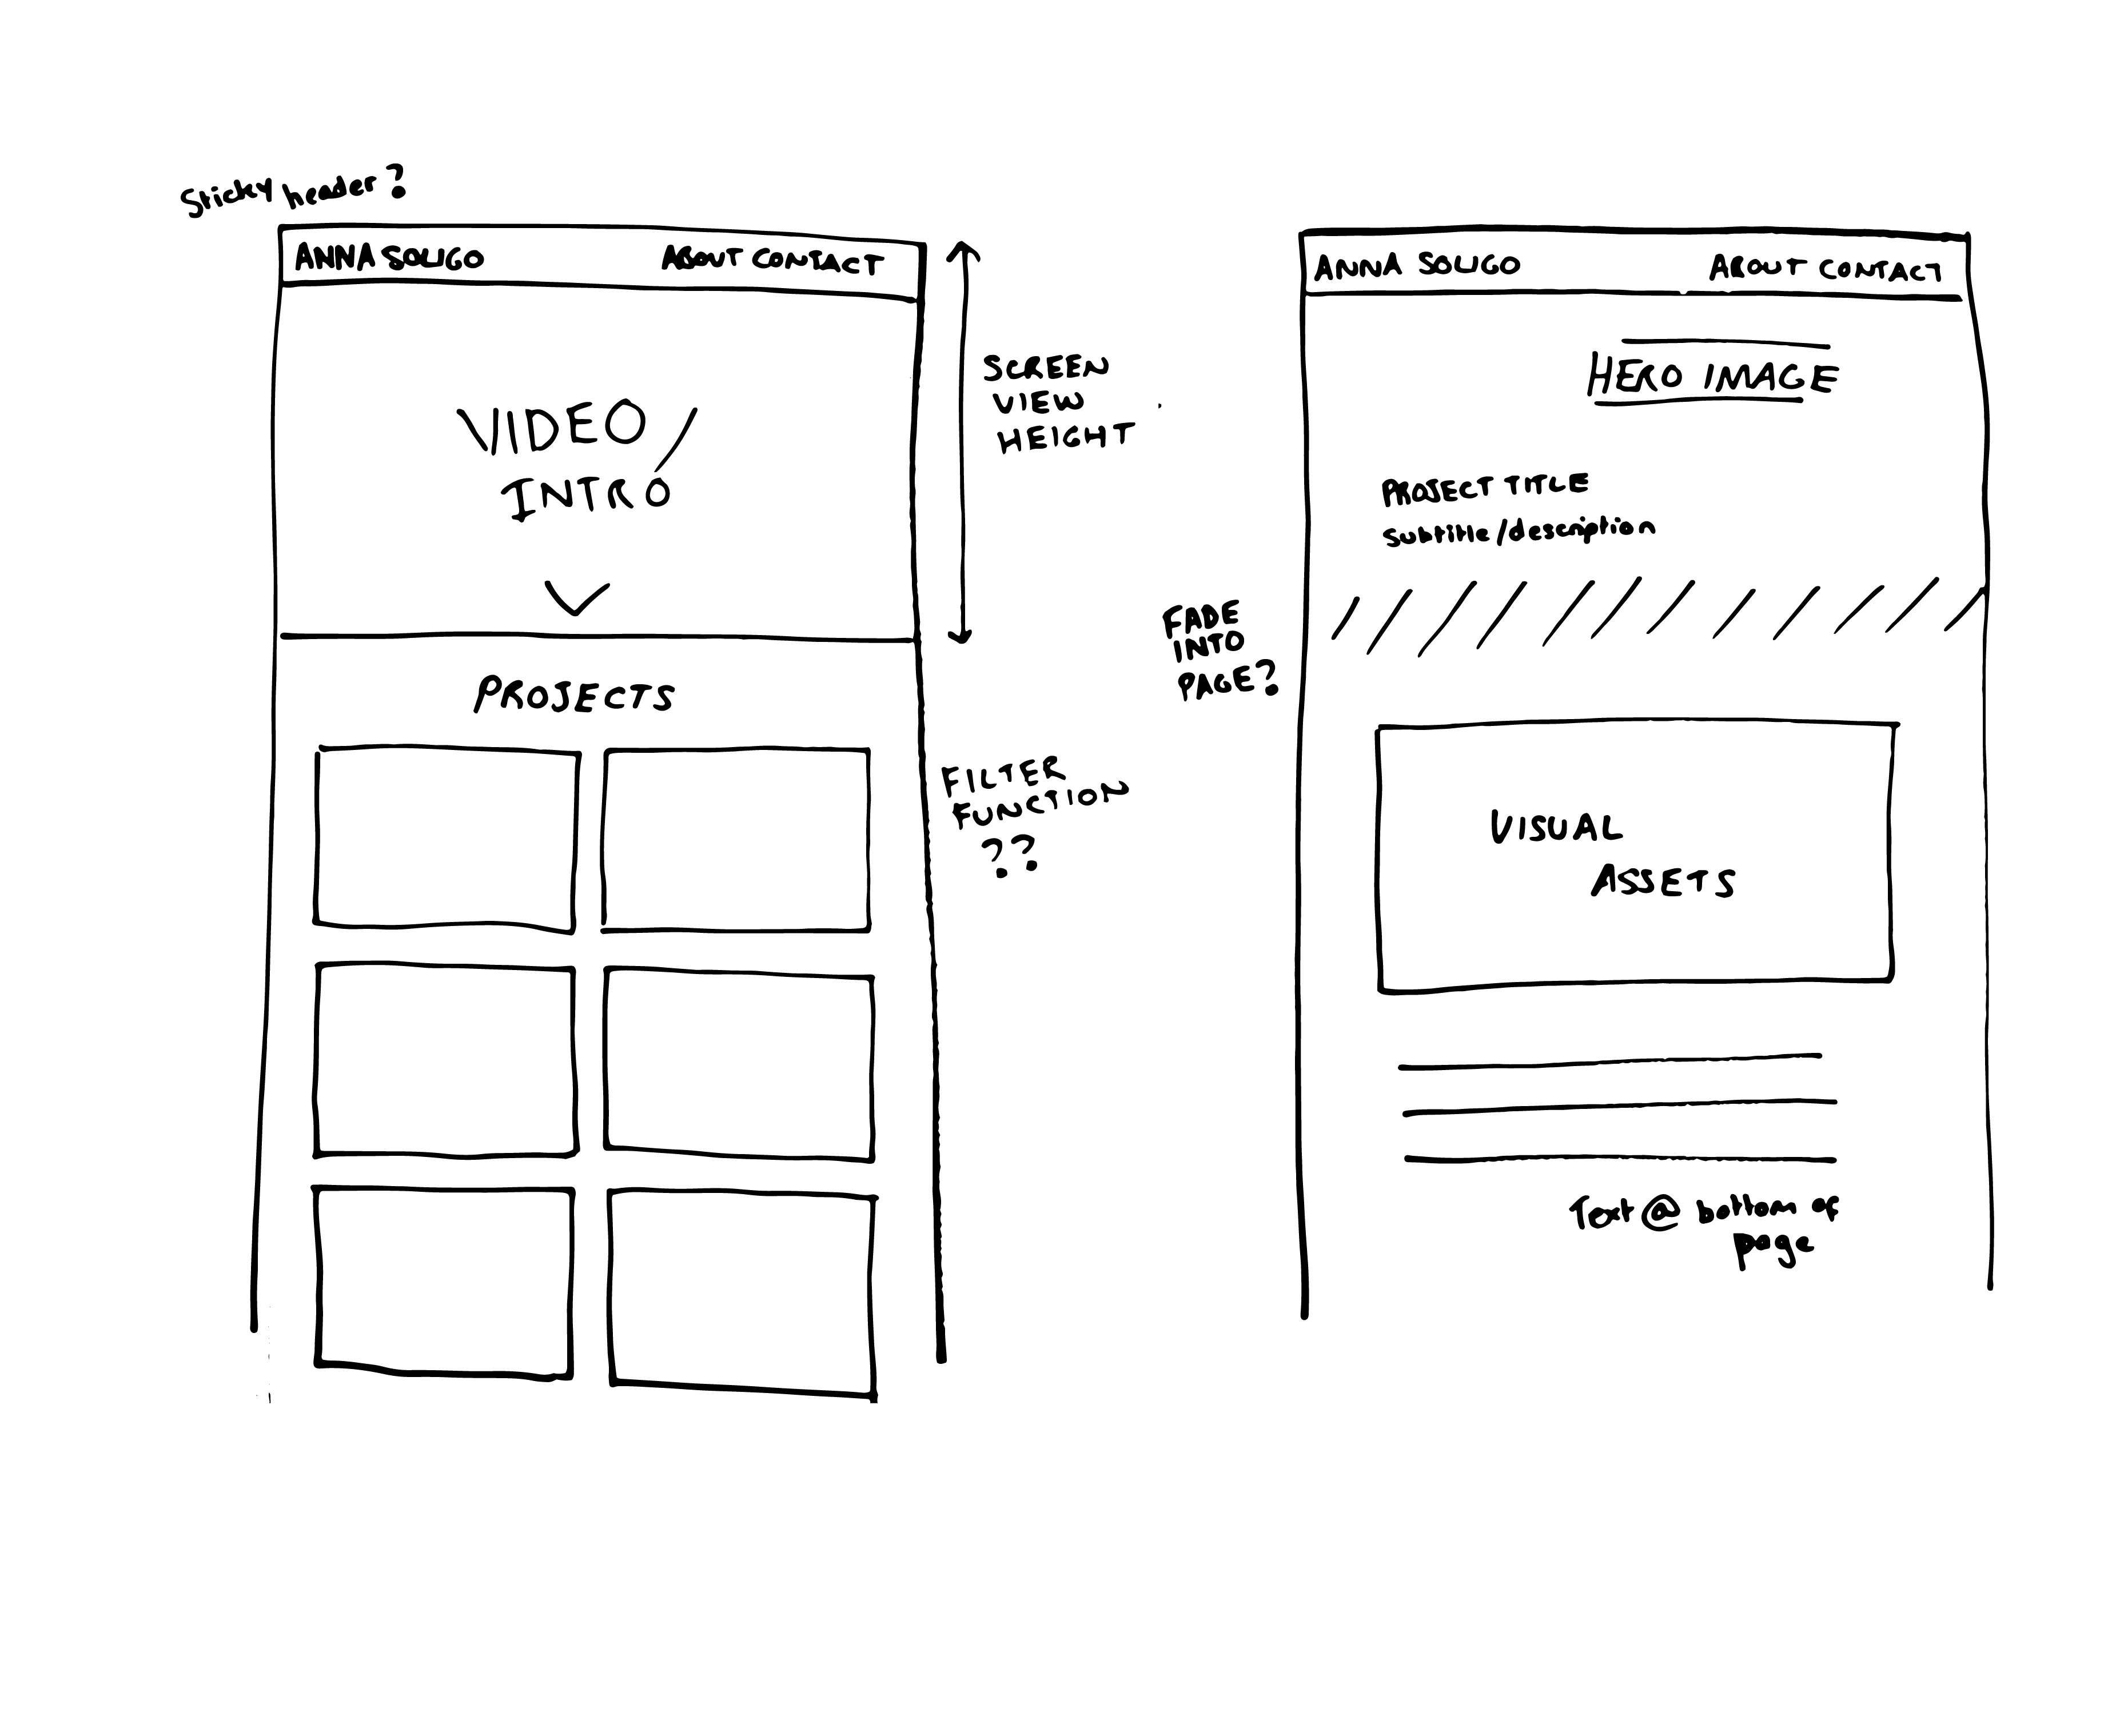 Sticky header?
ANNA SOLIGO
ABOUT CONTACT
VIDEO/
INTRO
SCREEN
VIEW
HEIGHT
PROJECTS
FILTER
FUNCTION
??
ANNA SOLIGO
ABOUT CONTACT
HERO IMAGE
PROJECT TITLE
subtitle/description
FADE
INTO
PAGE?
VISUAL
ASSETS
Text @ bottom of
page